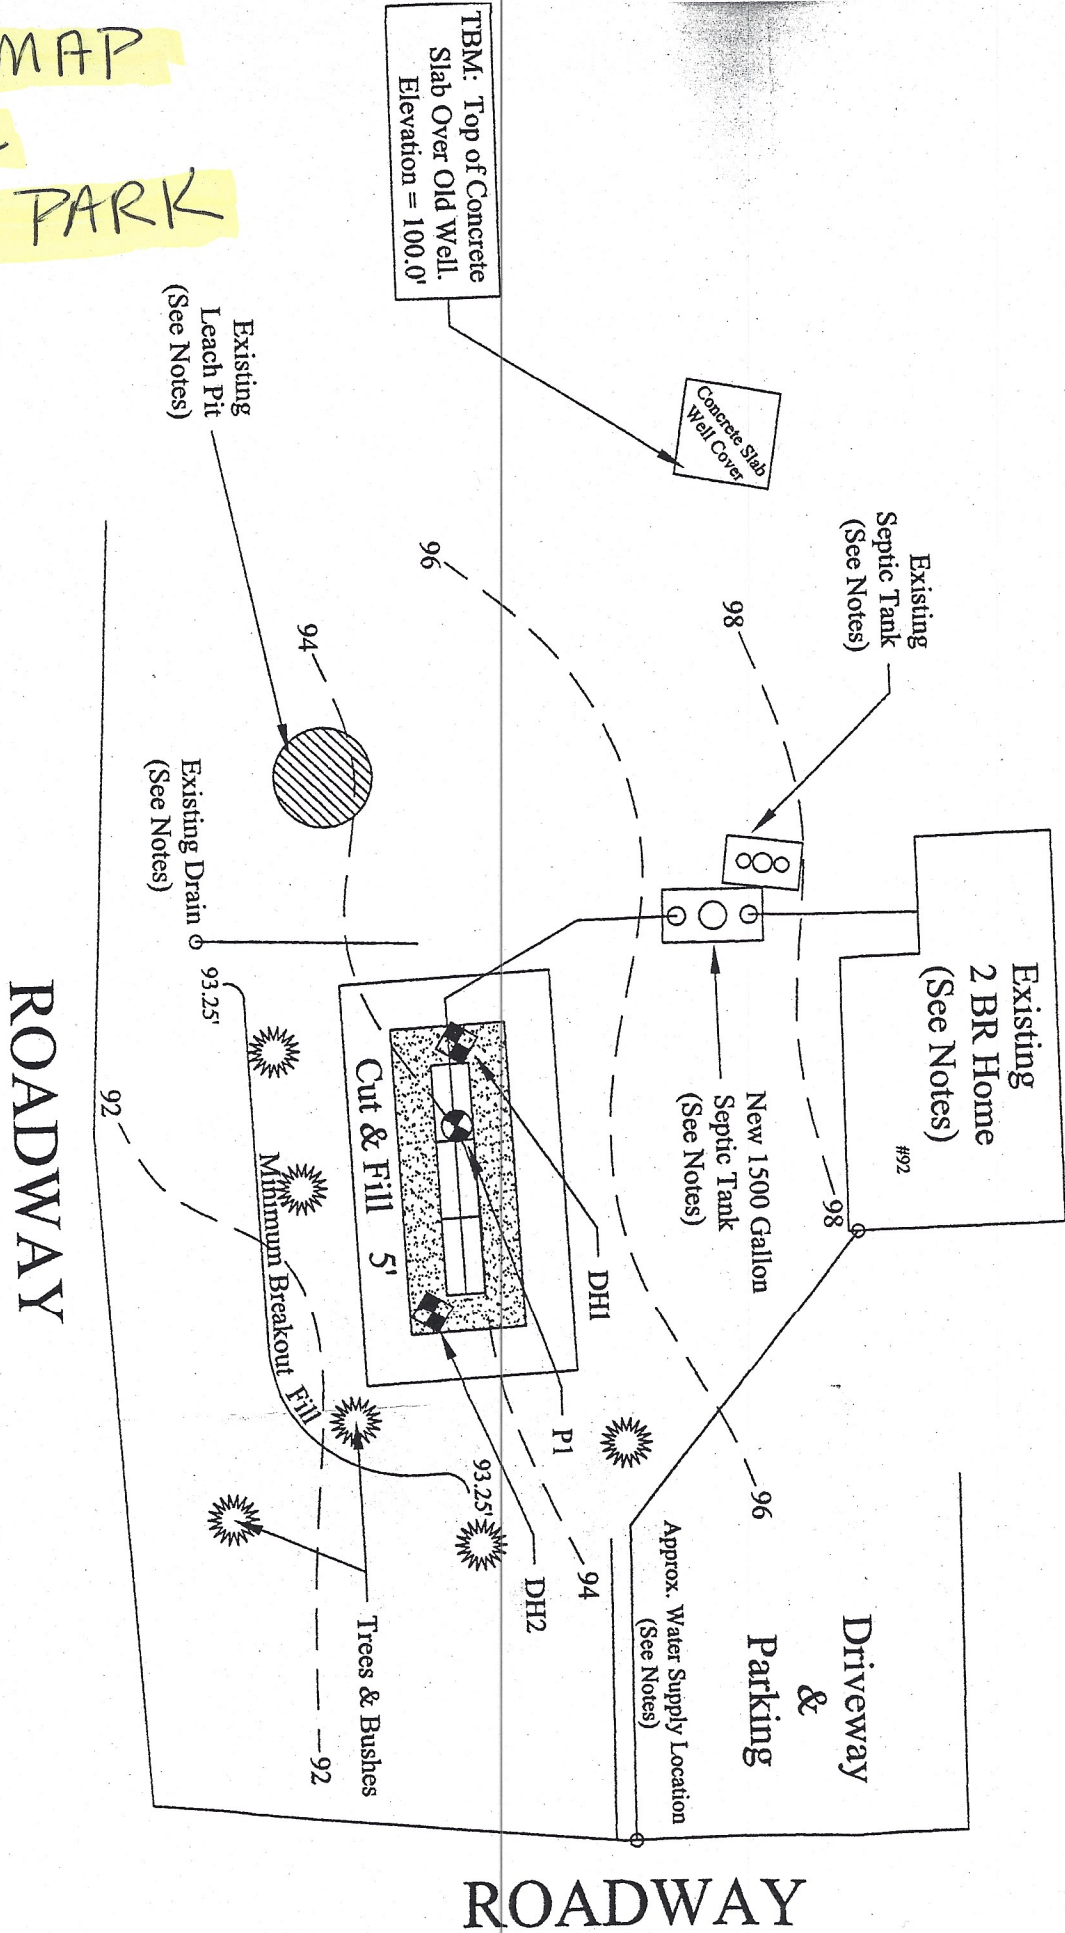 MAP
PARK
TBM: Top of Concrete
Slab Over Old Well.
Elevation = 100.0'
Concrete Slab
Well Cover
Existing
Septic Tank
(See Notes)
Existing
Leach Pit
(See Notes)
98
96
94
Existing Drain
(See Notes)
93.25'
Existing
2 BR Home
(See Notes)
#92
New 1500 Gallon
Septic Tank
(See Notes)
98
Cut & Fill 5'
DH1
P1
DH2
92
Minimum Breakout Fill
93.25'
96
94
92
Trees & Bushes
Approx. Water Supply Location
(See Notes)
Driveway
&
Parking
ROADWAY
ROADWAY